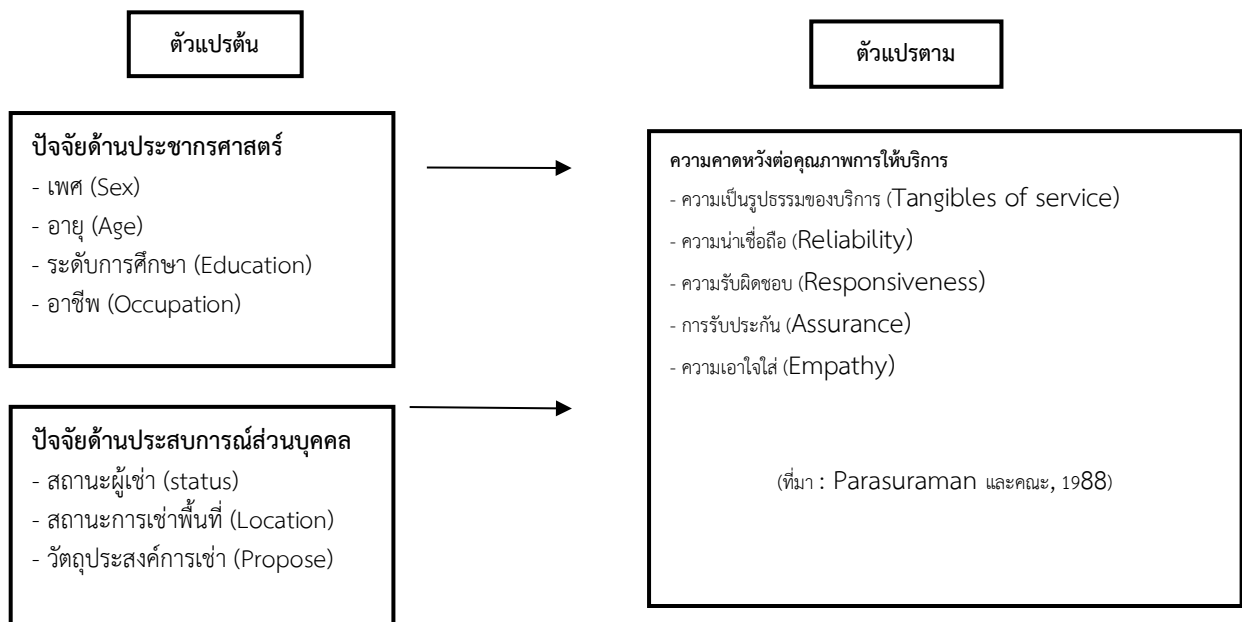 ตัวแปรต้น
ตัวแปรตาม
ปัจจัยด้านประชากรศาสตร์
- เพศ (Sex)
- อายุ (Age)
- ระดับการศึกษา (Education)
- อาชีพ (Occupation)
ปัจจัยด้านประสบการณ์ส่วนบุคคล
- สถานะผู้เช่า (status)
- สถานะการเช่าพื้นที่ (Location)
- วัตถุประสงค์การเช่า (Propose)
ความคาดหวังต่อคุณภาพการให้บริการ
- ความเป็นรูปธรรมของบริการ (Tangibles of service)
- ความน่าเชื่อถือ (Reliability)
- ความรับผิดชอบ (Responsiveness)
- การรับประกัน (Assurance)
- ความเอาใจใส่ (Empathy)
(ที่มา : Parasuraman และคณะ, 1988)